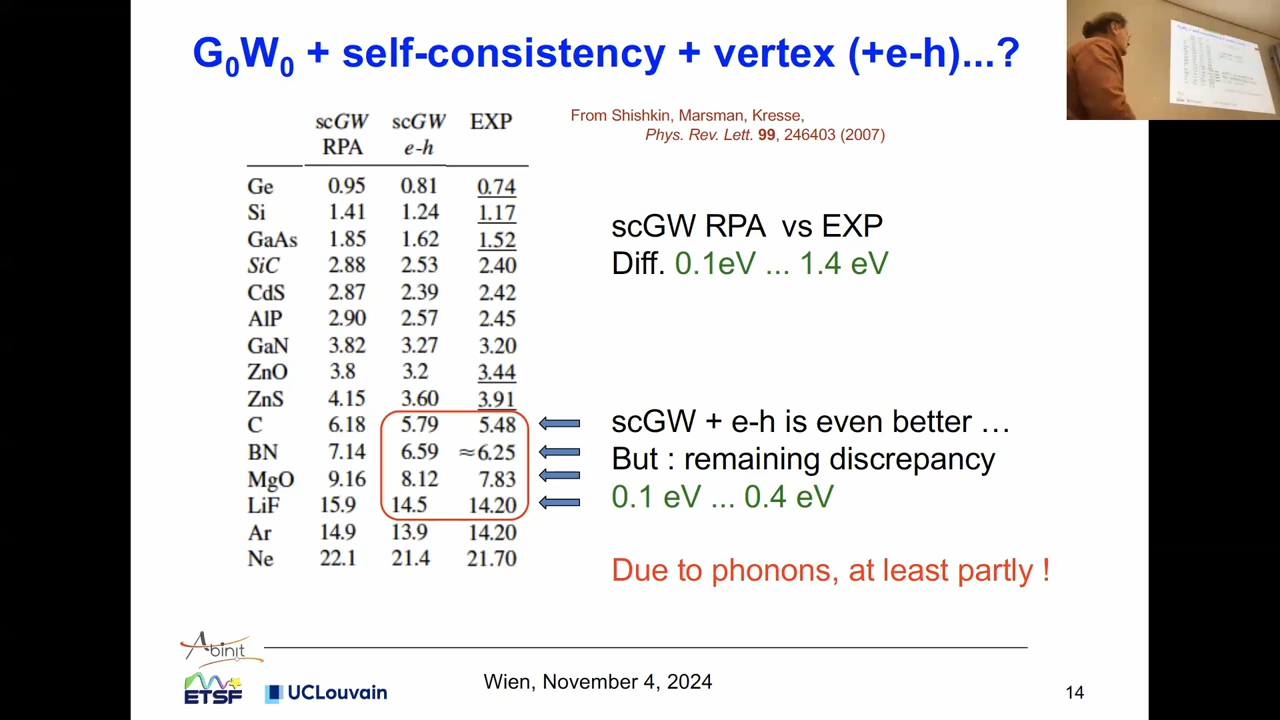 G0W0 + self-consistency + vertex (+e-h)...?
scGW scGW EXP
RPA e-h
From Shishkin, Marsman, Kresse,
Phys. Rev. Lett. 99, 246403 (2007)
Ge 0.95 0.81 0.74
Si 1.41 1.24 1.17
GaAs 1.85 1.62 1.52
SiC 2.88 2.53 2.40
CdS 2.87 2.39 2.42
AlP 2.90 2.57 2.45
GaN 3.82 3.27 3.20
ZnO 3.8 3.2 3.44
ZnS 4.15 3.60 3.91
C 6.18 5.79 5.48
BN 7.14 6.59 ≈6.25
MgO 9.16 8.12 7.83
LiF 15.9 14.5 14.20
Ar 14.9 13.9 14.20
Ne 22.1 21.4 21.70
scGW RPA vs EXP
Diff. 0.1eV ... 1.4 eV
scGW + e-h is even better …
But : remaining discrepancy
0.1 eV ... 0.4 eV
Due to phonons, at least partly !
Abinit
ETSF
UCLouvain
Wien, November 4, 2024
14